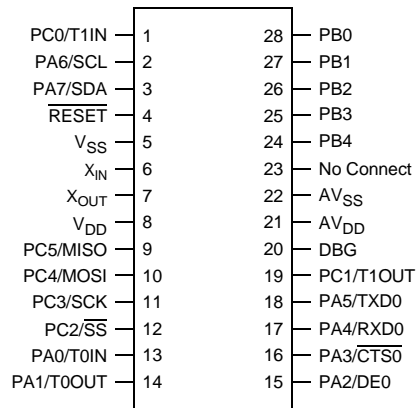 PC0/T1IN 1 28 PB0
PA6/SCL 2 27 PB1
PA7/SDA 3 26 PB2
RESET 4 25 PB3
VSS 5 24 PB4
XIN 6 23 No Connect
XOUT 7 22 AVSS
VDD 8 21 AVDD
PC5/MISO 9 20 DBG
PC4/MOSI 10 19 PC1/T1OUT
PC3/SCK 11 18 PA5/TXD0
PC2/SS 12 17 PA4/RXD0
PA0/T0IN 13 16 PA3/CTS0
PA1/T0OUT 14 15 PA2/DE0